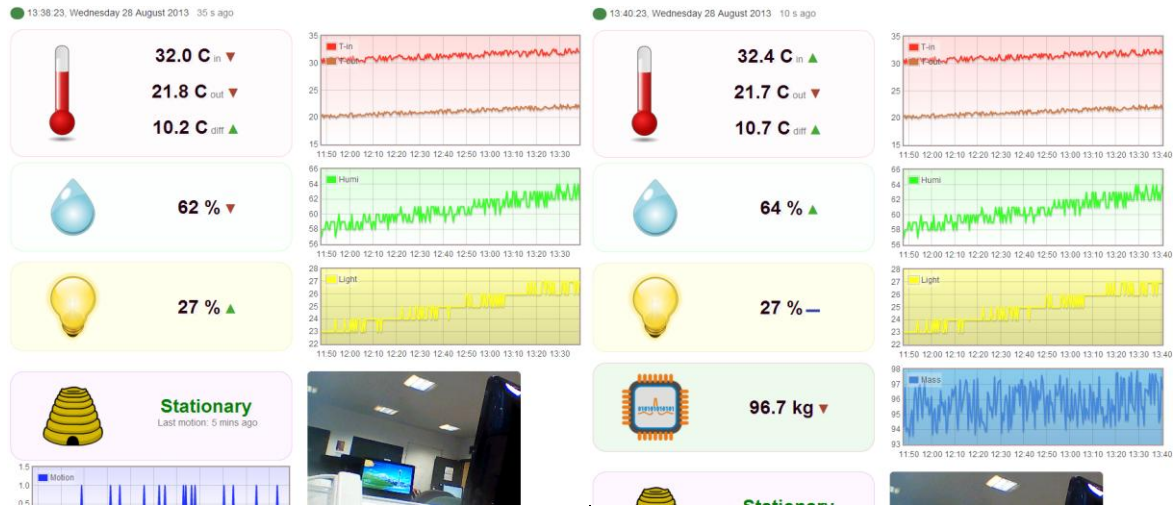 13:38:23, Wednesday 28 August 2013 35 s ago
32.0 C in
21.8 C out
10.2 C diff
T-in
T-out
35
30
25
20
15
11:50 12:00 12:10 12:20 12:30 12:40 12:50 13:00 13:10 13:20 13:30
62 %
Humi
66
64
62
60
58
56
11:50 12:00 12:10 12:20 12:30 12:40 12:50 13:00 13:10 13:20 13:30
27 %
Light
28
27
26
25
24
23
22
11:50 12:00 12:10 12:20 12:30 12:40 12:50 13:00 13:10 13:20 13:30
Stationary
Last motion: 5 mins ago
1.5
1.0
0.5
Motion
13:40:23, Wednesday 28 August 2013 10 s ago
32.4 C in
21.7 C out
10.7 C diff
T-in
T-out
35
30
25
20
15
11:50 12:00 12:10 12:20 12:30 12:40 12:50 13:00 13:10 13:20 13:30 13:40
64 %
Humi
66
64
62
60
58
56
11:50 12:00 12:10 12:20 12:30 12:40 12:50 13:00 13:10 13:20 13:30 13:40
27 %
Light
28
27
26
25
24
23
22
11:50 12:00 12:10 12:20 12:30 12:40 12:50 13:00 13:10 13:20 13:30 13:40
96.7 kg
Mass
98
97
96
95
94
93
11:50 12:00 12:10 12:20 12:30 12:40 12:50 13:00 13:10 13:20 13:30 13:40
Stationary